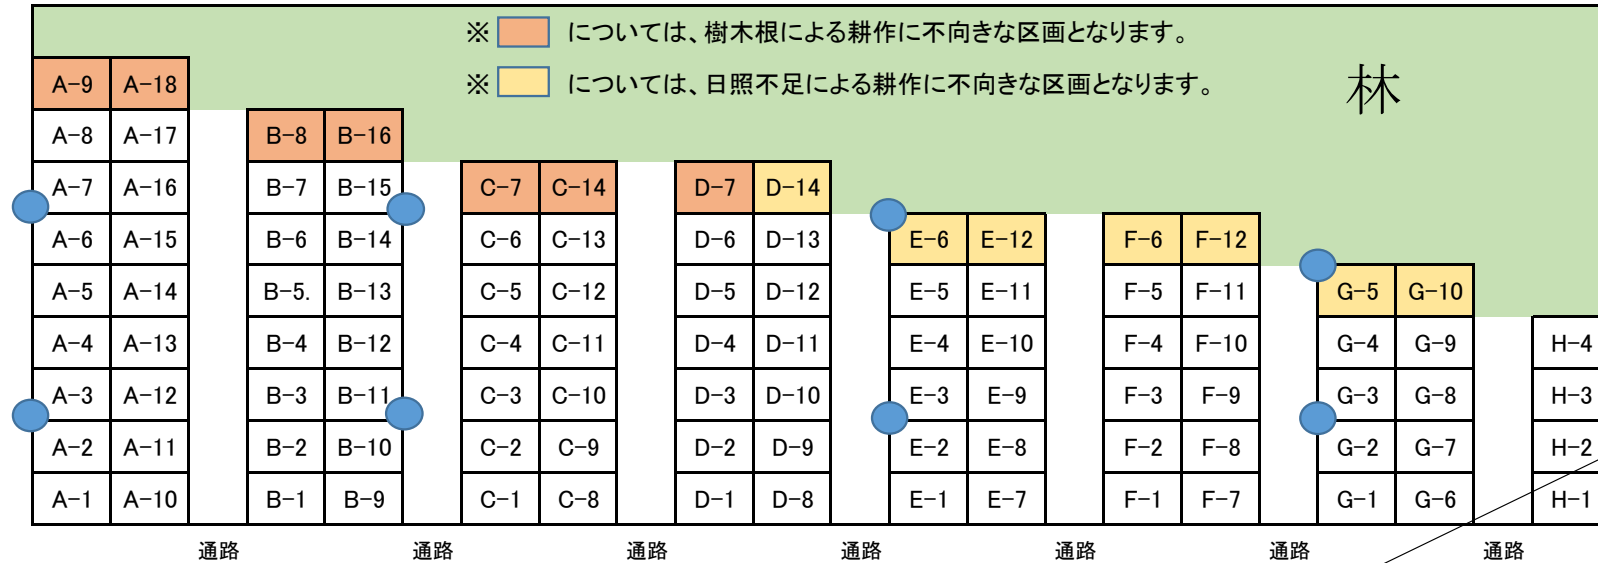 ※ については、樹木根による耕作に不向きな区画となります。
※ については、日照不足による耕作に不向きな区画となります。
林
A-9 A-18
A-8 A-17 B-8 B-16
A-7 A-16 B-7 B-15 C-7 C-14 D-7 D-14
A-6 A-15 B-6 B-14 C-6 C-13 D-6 D-13 E-6 E-12 F-6 F-12
A-5 A-14 B-5. B-13 C-5 C-12 D-5 D-12 E-5 E-11 F-5 F-11 G-5 G-10
A-4 A-13 B-4 B-12 C-4 C-11 D-4 D-11 E-4 E-10 F-4 F-10 G-4 G-9 H-4
A-3 A-12 B-3 B-11 C-3 C-10 D-3 D-10 E-3 E-9 F-3 F-9 G-3 G-8 H-3
A-2 A-11 B-2 B-10 C-2 C-9 D-2 D-9 E-2 E-8 F-2 F-8 G-2 G-7 H-2
A-1 A-10 B-1 B-9 C-1 C-8 D-1 D-8 E-1 E-7 F-1 F-7 G-1 G-6 H-1
通路 通路 通路 通路 通路 通路 通路